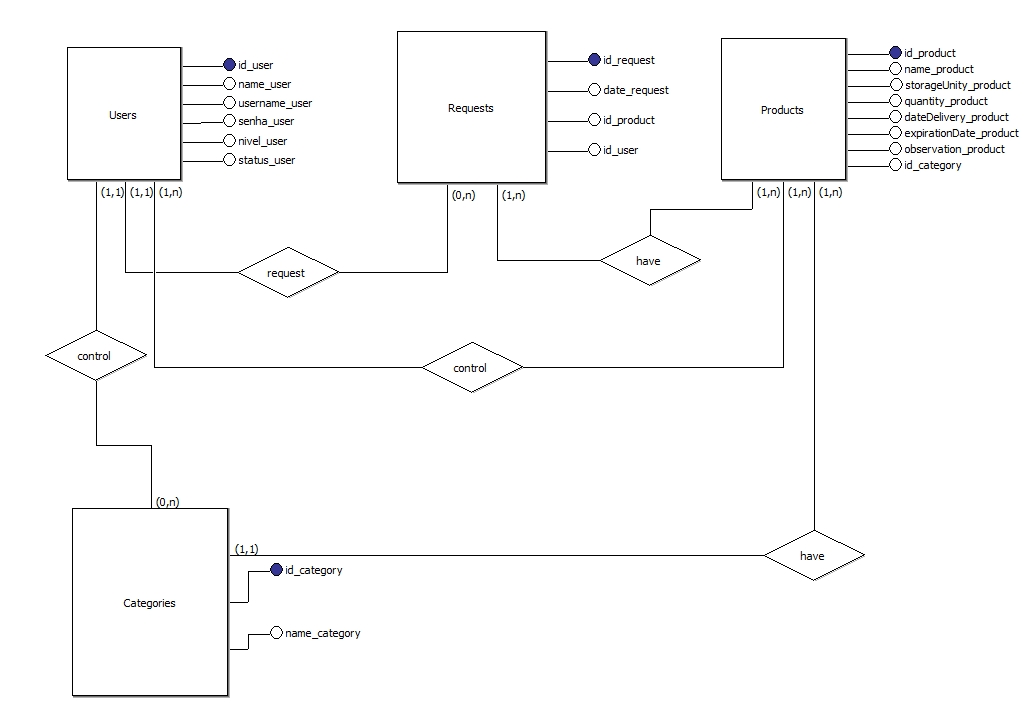 Users
id_user
name_user
username_user
senha_user
nivel_user
status_user
Requests
id_request
date_request
id_product
id_user
Products
id_product
name_product
storageUnity_product
quantity_product
dateDelivery_product
expirationDate_product
observation_product
id_category
(1,1) (1,1) (1,n)
(0,n) (1,n)
(1,n) (1,n) (1,n)
request
have
control
control
(0,n)
(1,1)
have
Categories
id_category
name_category